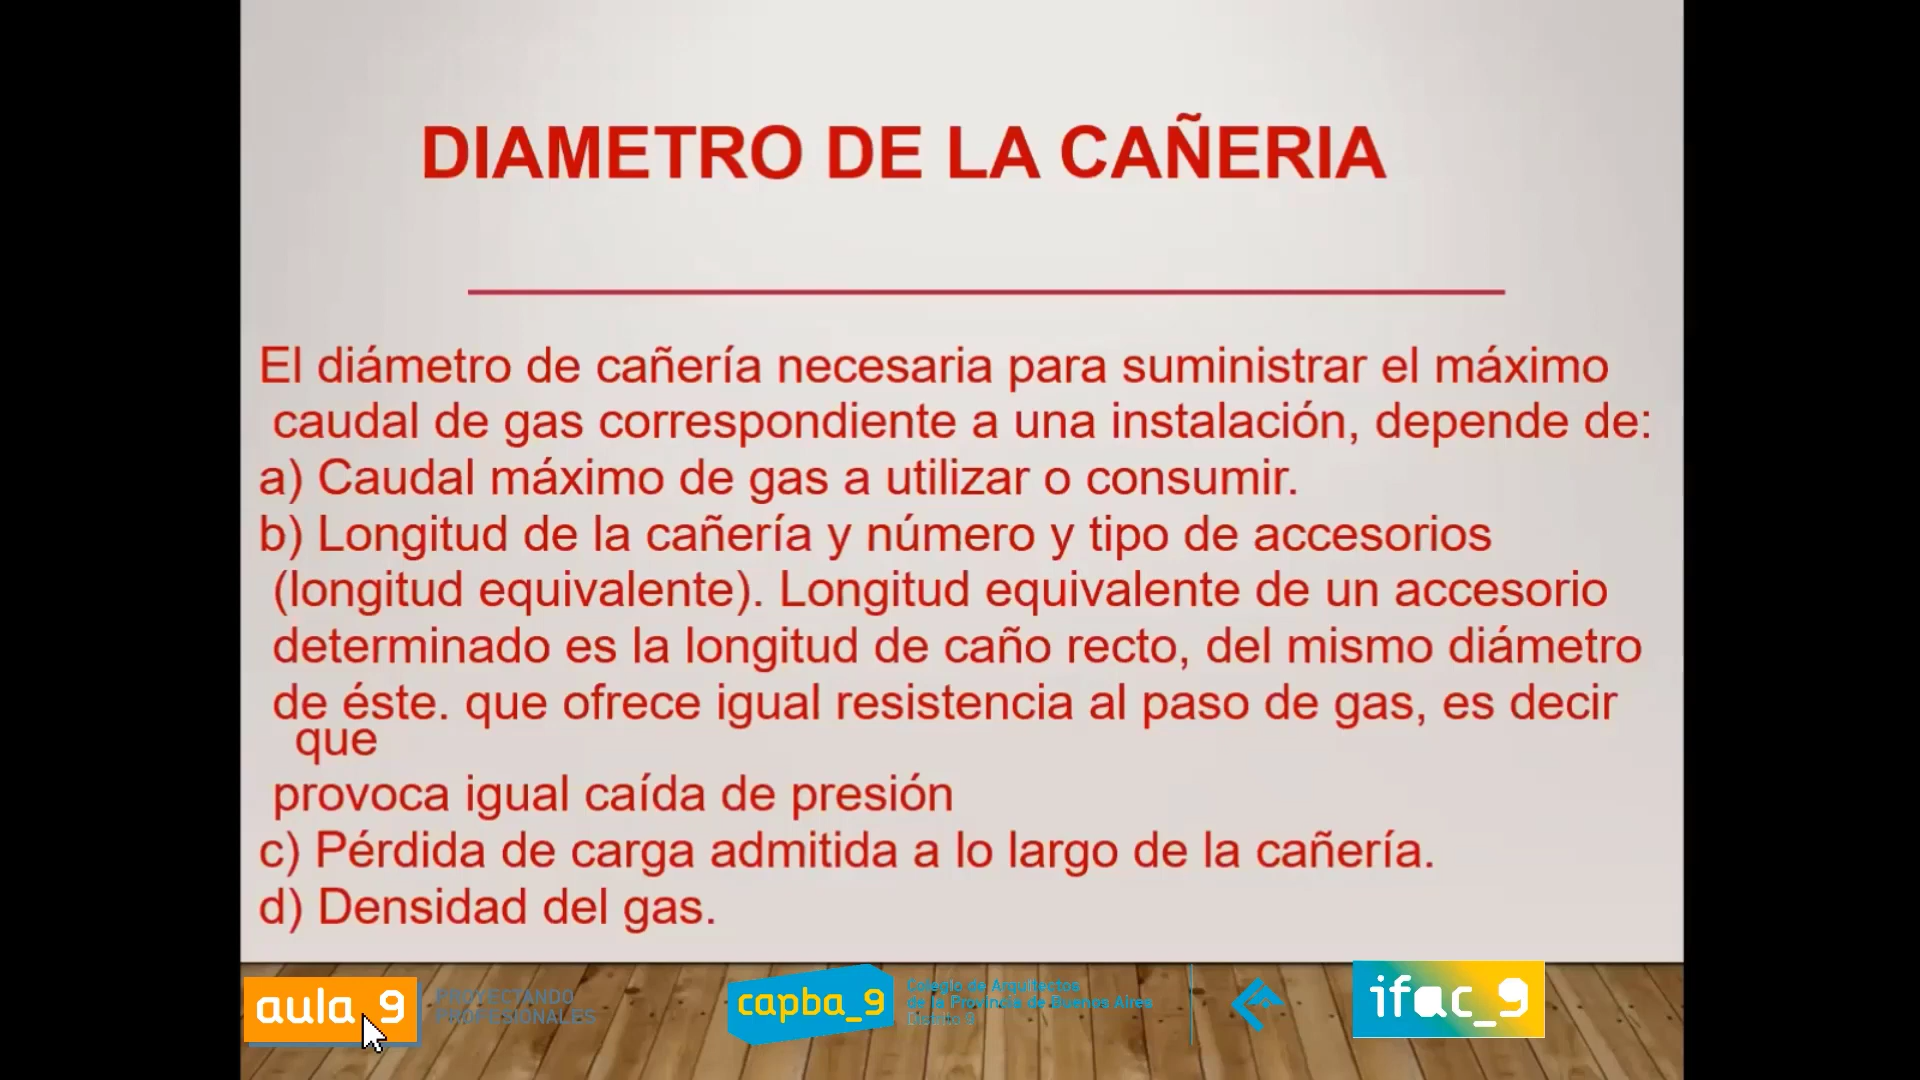 DIAMETRO DE LA CAÑERIA
El diámetro de cañería necesaria para suministrar el máximo
caudal de gas correspondiente a una instalación, depende de:
a) Caudal máximo de gas a utilizar o consumir.
b) Longitud de la cañería y número y tipo de accesorios
(longitud equivalente). Longitud equivalente de un accesorio
determinado es la longitud de caño recto, del mismo diámetro
de éste. que ofrece igual resistencia al paso de gas, es decir
que
provoca igual caída de presión
c) Pérdida de carga admitida a lo largo de la cañería.
d) Densidad del gas.
aula_9
PROYECTANDO
PROFESIONALES
capba_9
Colegio de Arquitectos
de la Provincia de Buenos Aires
Distrito 9
ifac_9